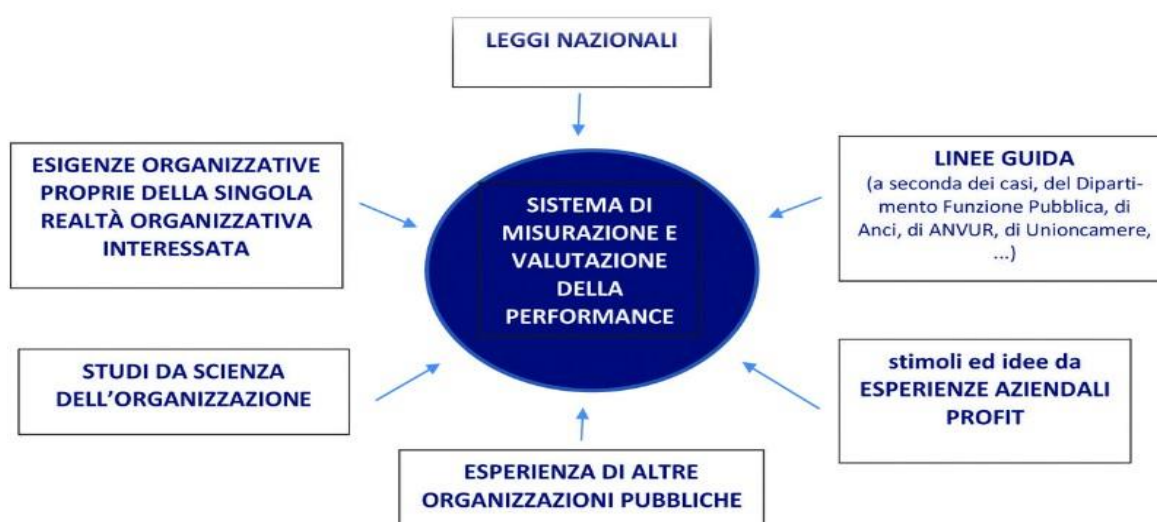 LEGGI NAZIONALI
ESIGENZE ORGANIZZATIVE
PROPRIE DELLA SINGOLA
REALTÀ ORGANIZZATIVA
INTERESSATA
SISTEMA DI
MISURAZIONE E
VALUTAZIONE
DELLA
PERFORMANCE
LINEE GUIDA
(a seconda dei casi, del Diparti-
mento Funzione Pubblica, di
Anci, di ANVUR, di Unioncamere,
...)
STUDI DA SCIENZA
DELL’ORGANIZZAZIONE
stimoli ed idee da
ESPERIENZE AZIENDALI
PROFIT
ESPERIENZA DI ALTRE
ORGANIZZAZIONI PUBBLICHE